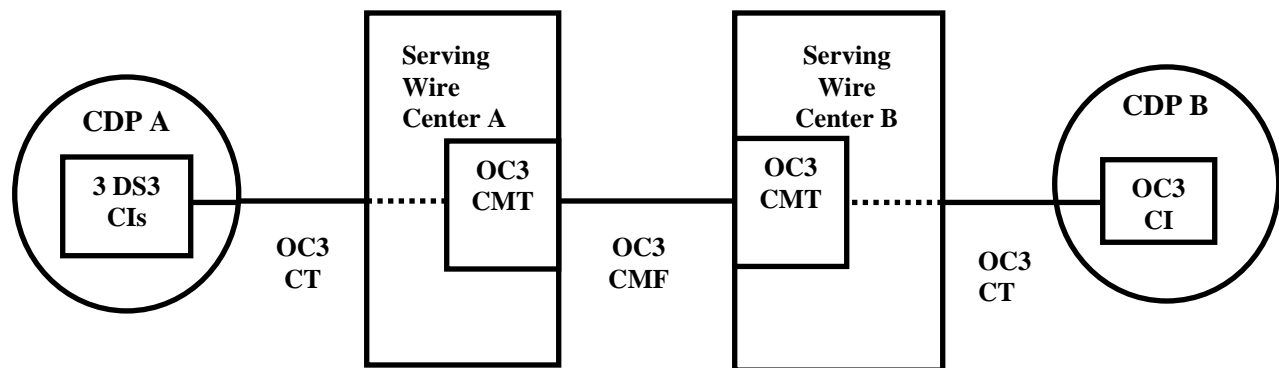 CDP A
3 DS3
CIs
OC3
CT
Serving
Wire
Center A
OC3
CMT
OC3
CMF
Serving
Wire
Center B
OC3
CMT
OC3
CT
CDP B
OC3
CI